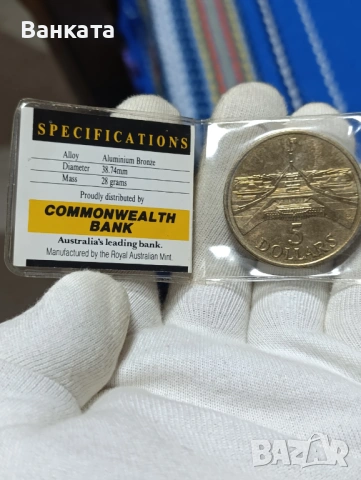 Bankata
SPECIFICATIONS
Alloy Aluminium Bronze
Diameter 38.74mm
Mass 28 grams
Proudly distributed by
COMMONWEALTH
BANK
Australia's leading bank.
Manufactured by the Royal Australian Mint.
5
DOLLARS
BAZAR